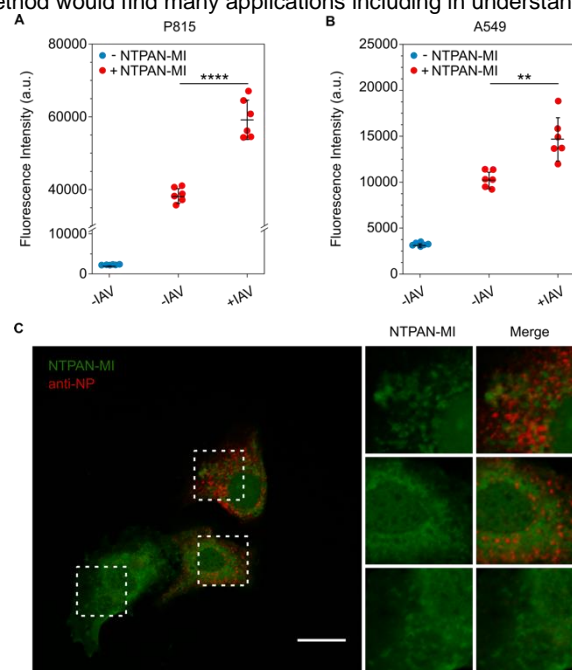 ethod would find many applications including in understan
A
P815
B
A549
80000
60000
40000
10000
0
Fluorescence Intensity (a.u.)
- NTPAN-MI
+ NTPAN-MI
****
-IAV
-IAV
+IAV
25000
20000
15000
10000
5000
0
Fluorescence Intensity (a.u.)
- NTPAN-MI
+ NTPAN-MI
**
-IAV
-IAV
+IAV
C
NTPAN-MI
Merge
NTPAN-MI
anti-NP